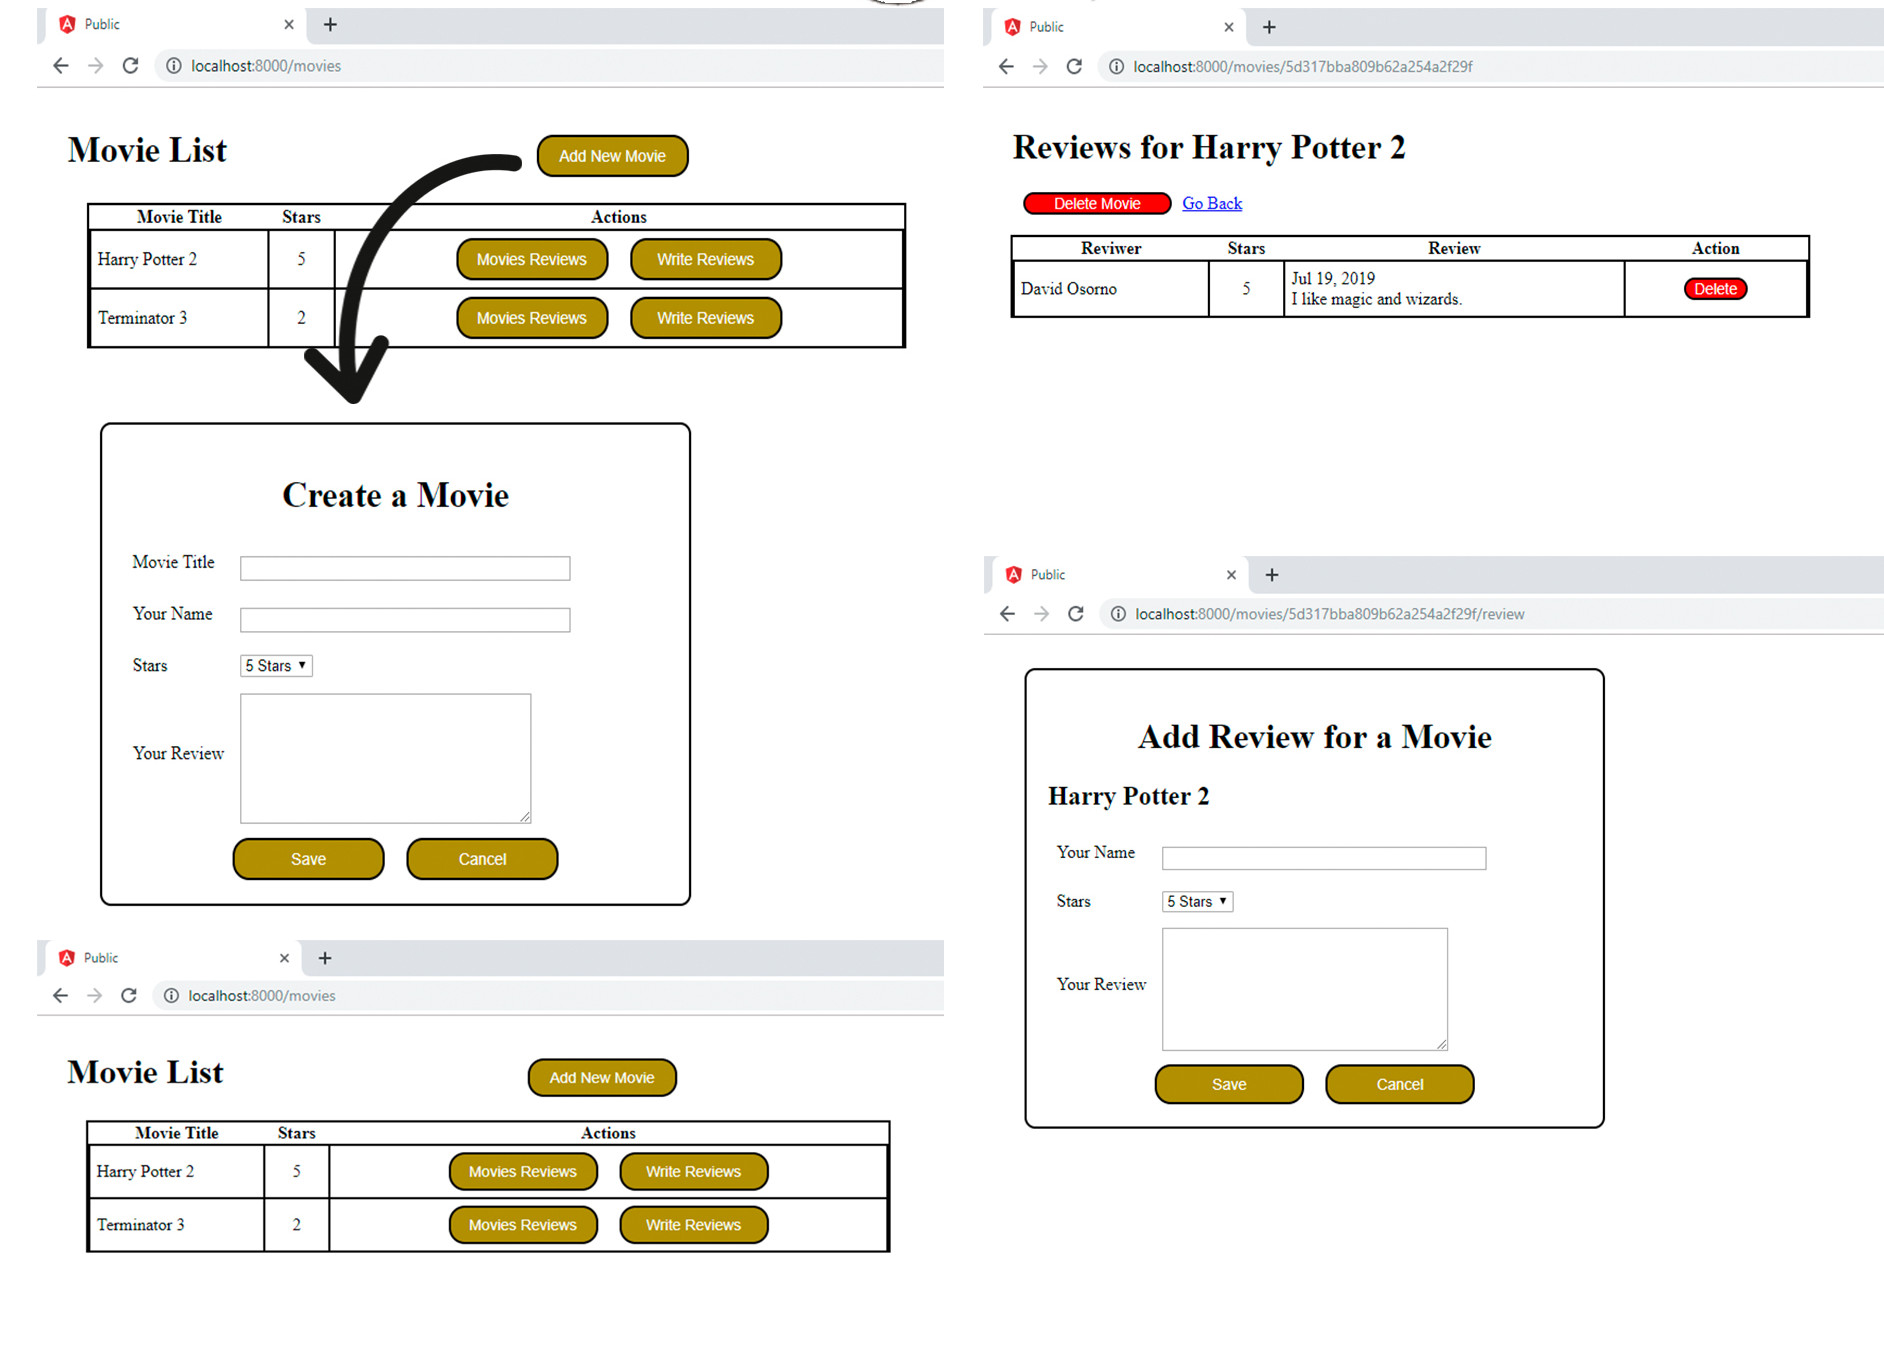 Public
localhost:8000/movies
Movie List
Add New Movie
Movie Title Stars Actions
Harry Potter 2 5 Movies Reviews Write Reviews
Terminator 3 2 Movies Reviews Write Reviews
Create a Movie
Movie Title
Your Name
Stars 5 Stars
Your Review
Save Cancel
Public
localhost:8000/movies
Movie List
Add New Movie
Movie Title Stars Actions
Harry Potter 2 5 Movies Reviews Write Reviews
Terminator 3 2 Movies Reviews Write Reviews
Public
localhost:8000/movies/5d317bba809b62a254a2f29f
Reviews for Harry Potter 2
Delete Movie Go Back
Reviwer Stars Review Action
David Osorno 5 Jul 19, 2019
I like magic and wizards. Delete
Public
localhost:8000/movies/5d317bba809b62a254a2f29f/review
Add Review for a Movie
Harry Potter 2
Your Name
Stars 5 Stars
Your Review
Save Cancel